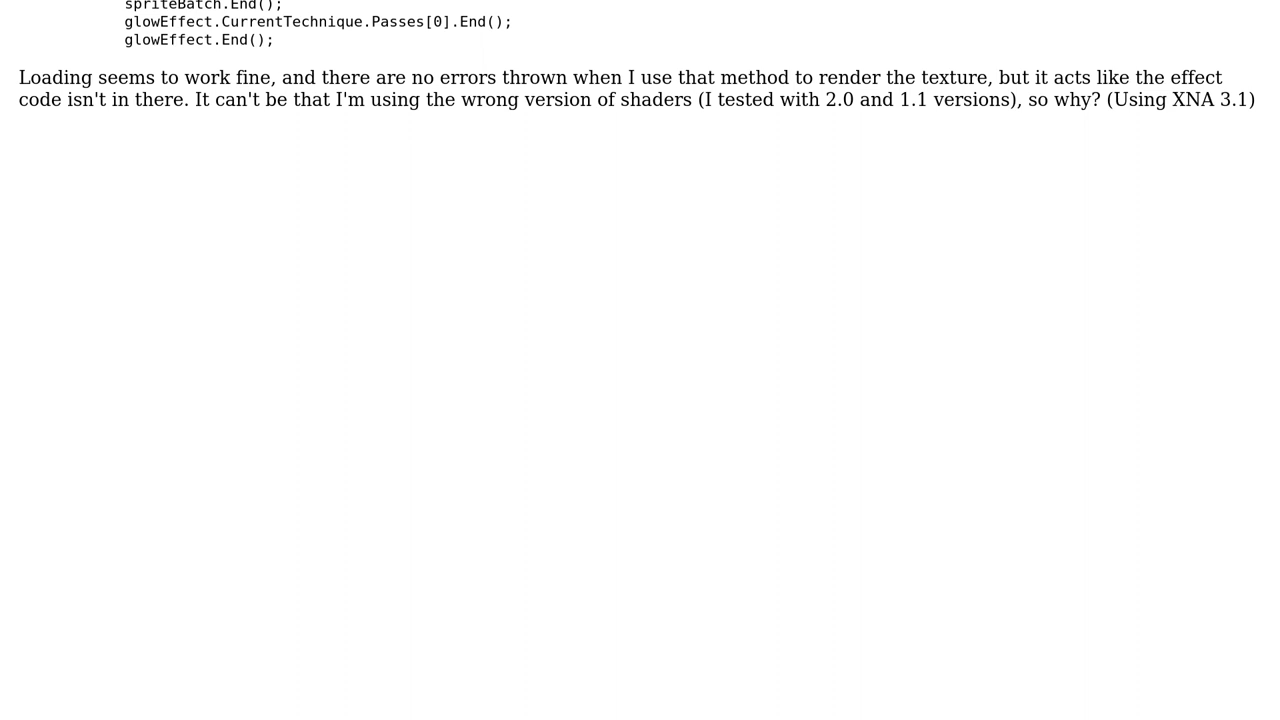 spriteBatch.End();
glowEffect.CurrentTechnique.Passes[0].End();
glowEffect.End();
Loading seems to work fine, and there are no errors thrown when I use that method to render the texture, but it acts like the effect
code isn't in there. It can't be that I'm using the wrong version of shaders (I tested with 2.0 and 1.1 versions), so why? (Using XNA 3.1)